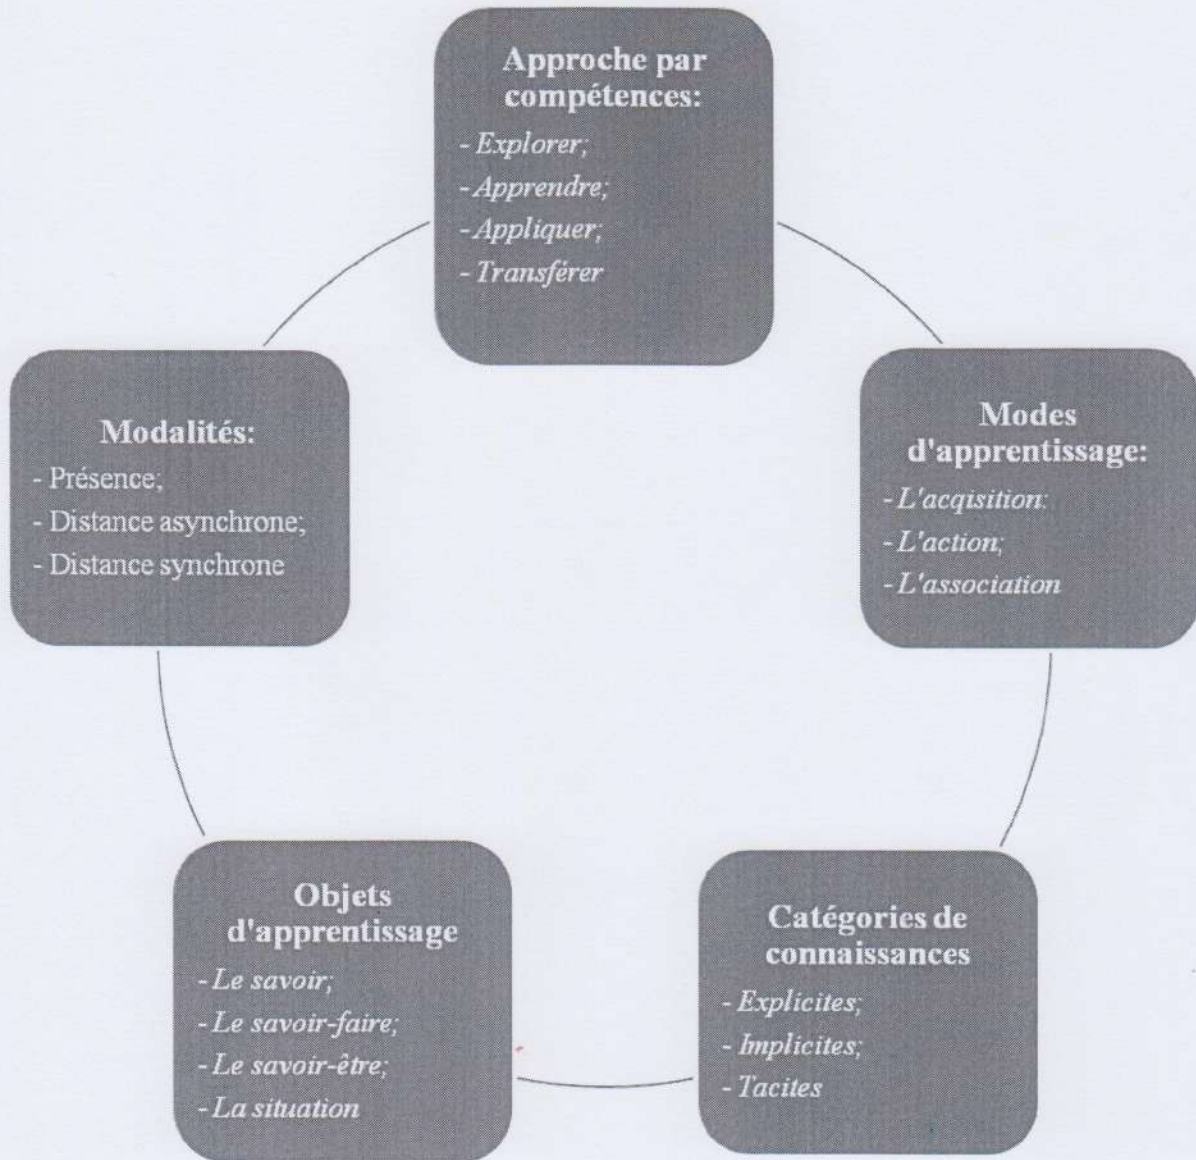 Approche par
compétences:
- Explorer;
- Apprendre;
- Appliquer;
- Transférer
Modes
d'apprentissage:
- L'acqisition:
- L'action;
- L'association
Catégories de
connaissances
- Explicites;
- Implicites;
- Tacites
Objets
d'apprentissage
- Le savoir;
- Le savoir-faire;
- Le savoir-être;
- La situation
Modalités:
- Présence;
- Distance asynchrone;
- Distance synchrone